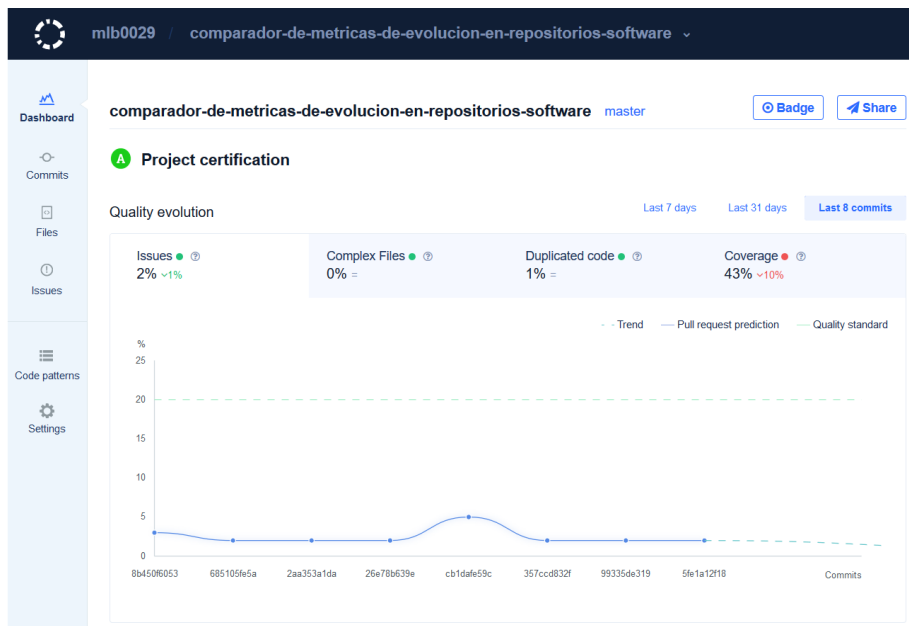 mlb0029 / comparador-de-metricas-de-evolucion-en-repositorios-software
Dashboard
Commits
Files
Issues
Code patterns
Settings
comparador-de-metricas-de-evolucion-en-repositorios-software master
Badge
Share
A Project certification
Quality evolution
Last 7 days
Last 31 days
Last 8 commits
Issues
2% 1%
Complex Files
0% =
Duplicated code
1% =
Coverage
43% 10%
Trend
Pull request prediction
Quality standard
%
25
20
15
10
5
0
8b450f6053 685105fe5a 2aa353a1da 26e78b639e cb1dafe59c 357ccd832f 99335de319 5fe1a12f18 Commits